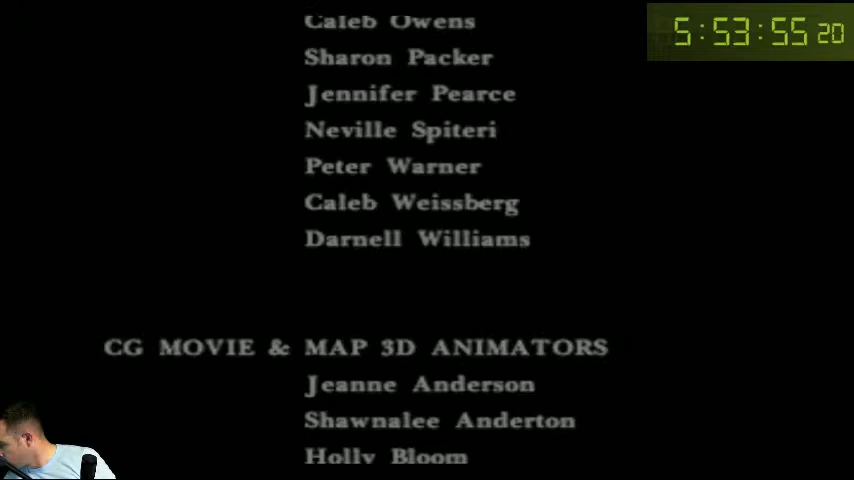 Caleb Owens
5:53:55 20
Sharon Packer
Jennifer Pearce
Neville Spiteri
Peter Warner
Caleb Weissberg
Darnell Williams
CG MOVIE & MAP 3D ANIMATORS
Jeanne Anderson
Shawnalee Anderton
Holly Bloom